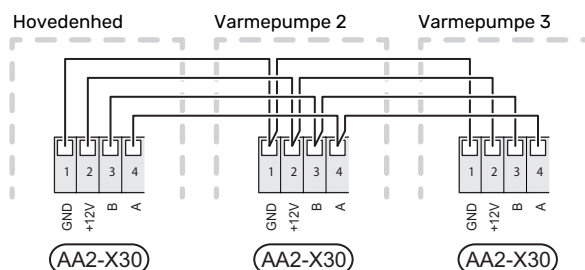 Hovedenhed Varmepumpe 2 Varmepumpe 3
1 2 3 4 1 2 3 4 1 2 3 4
GND +12V B A GND +12V B A GND +12V B A
AA2-X30 AA2-X30 AA2-X30